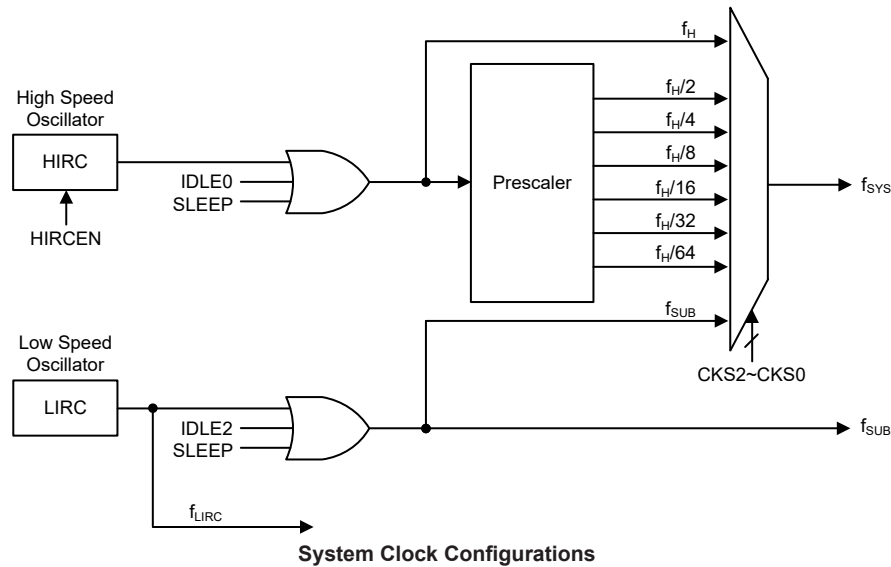 High Speed
Oscillator
HIRC
HIRCEN
IDLE0
SLEEP
Prescaler
f_H
f_H/2
f_H/4
f_H/8
f_H/16
f_H/32
f_H/64
f_SUB
f_SYS
CKS2~CKS0
Low Speed
Oscillator
LIRC
IDLE2
SLEEP
f_SUB
f_LIRC
System Clock Configurations